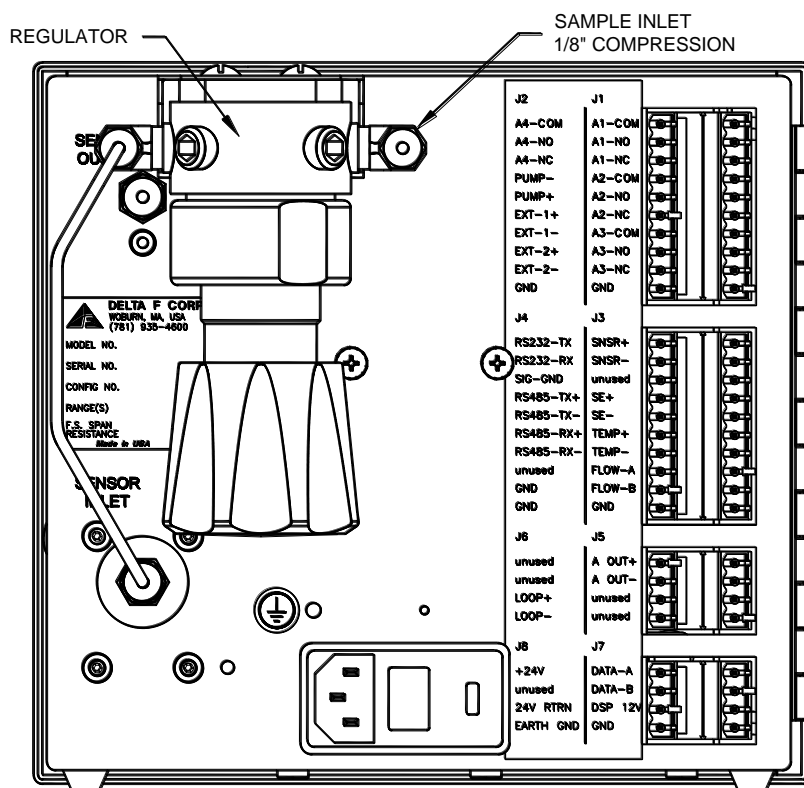 REGULATOR
SAMPLE INLET
1/8" COMPRESSION
DELTA F CORP
WOBURN, MA, USA
(781) 935-4600
MODEL NO.
SERIAL NO.
CONFIG NO.
RANGE(S)
F.S. SPAN
RESISTANCE
Made in USA
SENSOR
INLET
J2 J1
A4-COM A1-COM
A4-NO A1-NO
A4-NC A1-NC
PUMP- A2-COM
PUMP+ A2-NO
EXT-1+ A2-NC
EXT-1- A3-COM
EXT-2+ A3-NO
EXT-2- A3-NC
GND GND
J4 J3
RS232-TX SNSR+
RS232-RX SNSR-
SIG-GND unused
RS485-TX+ SE+
RS485-TX- SE-
RS485-RX+ TEMP+
RS485-RX- TEMP-
unused FLOW-A
GND FLOW-B
GND GND
J6 J5
unused A OUT+
unused A OUT-
LOOP+ unused
LOOP- unused
J8 J7
+24V DATA-A
unused DATA-B
24V RTRN DSP 12V
EARTH GND GND